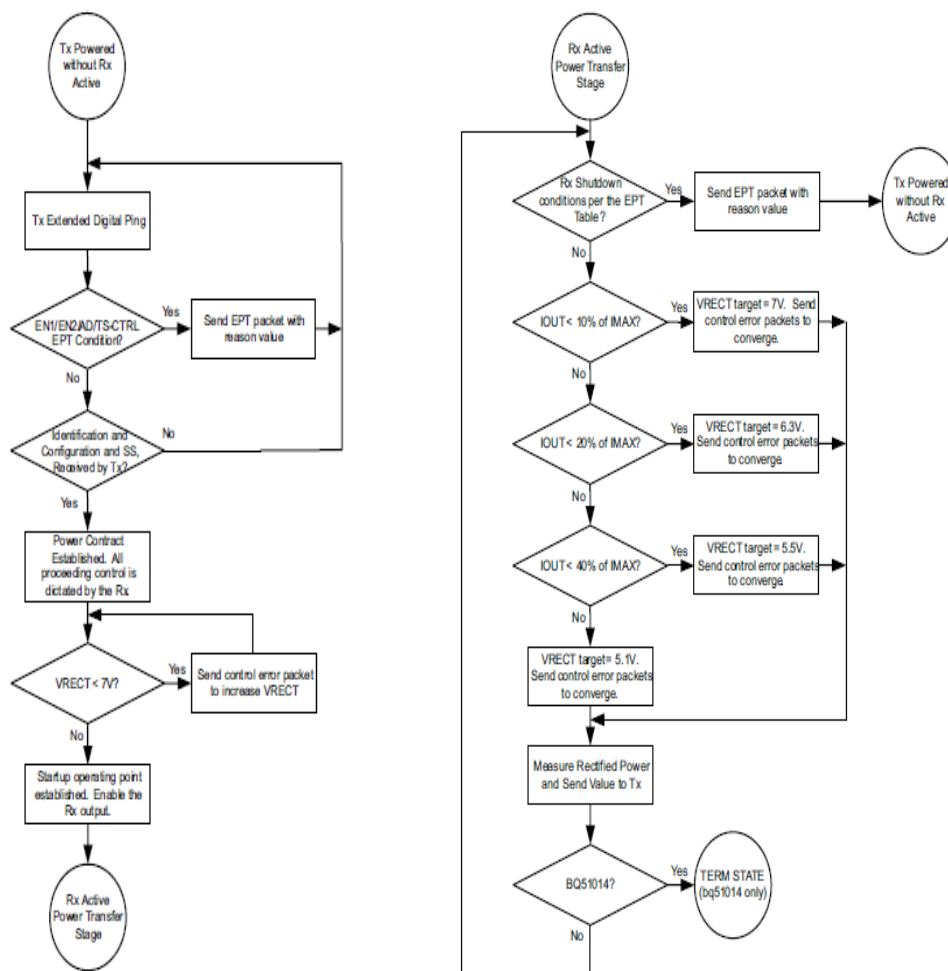 Tx Powered
without Rx
Active
Tx Extended Digital Ping
EN1/EN2/AD/TS-CTRL
EPT Condition?
Yes
Send EPT packet with
reason value
No
Identification and
Configuration and SS,
Received by Tx?
No
Yes
Power Contract
Established. All
proceeding control is
dictated by the Rx
VRECT < 7V?
Yes
Send control error packet
to increase VRECT
No
Startup operating point
established. Enable the
Rx output.
Rx Active
Power Transfer
Stage
Rx Active
Power Transfer
Stage
Rx Shutdown
conditions per the EPT
Table?
Yes
Send EPT packet with
reason value
Tx Powered
without Rx
Active
No
IOUT < 10% of IMAX?
Yes
VRECT target = 7V. Send
control error packets to
converge.
No
IOUT < 20% of IMAX?
Yes
VRECT target = 6.3V.
Send control error packets
to converge.
No
IOUT < 40% of IMAX?
Yes
VRECT target = 5.5V.
Send control error packets
to converge.
No
VRECT target = 5.1V.
Send control error packets
to converge.
Measure Rectified Power
and Send Value to Tx
BQ51014?
Yes
TERM STATE
(bq51014 only)
No